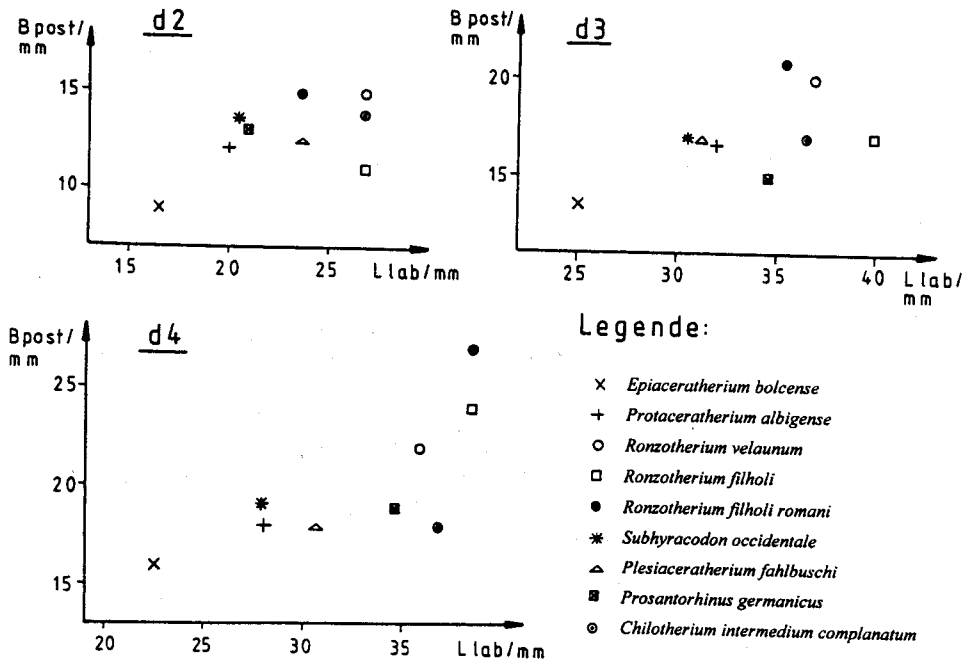 B post/
mm
d2
15
10
15
20
25
L lab/mm
B post/
mm
d3
20
15
25
30
35
40
L lab/
mm
B post/
mm
d4
25
20
15
20
25
30
35
L lab/mm
Legende:
× Epiaceratherium bolcense
+ Protaceratherium albigense
○ Ronzotherium velaunum
□ Ronzotherium filholi
● Ronzotherium filholi romani
* Subhyracodon occidentale
△ Plesiaceratherium fahlbuschi
Prosantorhinus germanicus
Chilotherium intermedium complanatum